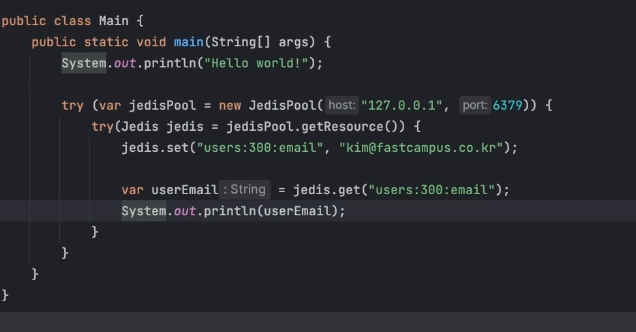 public class Main {
public static void main(String[] args) {
System.out.println("Hello world!");
try (var jedisPool = new JedisPool( host: "127.0.0.1", port: 6379)) {
try(Jedis jedis = jedisPool.getResource()) {
jedis.set("users:300:email", "kim@fastcampus.co.kr");
var userEmail : String = jedis.get("users:300:email");
System.out.println(userEmail);
}
}
}
}